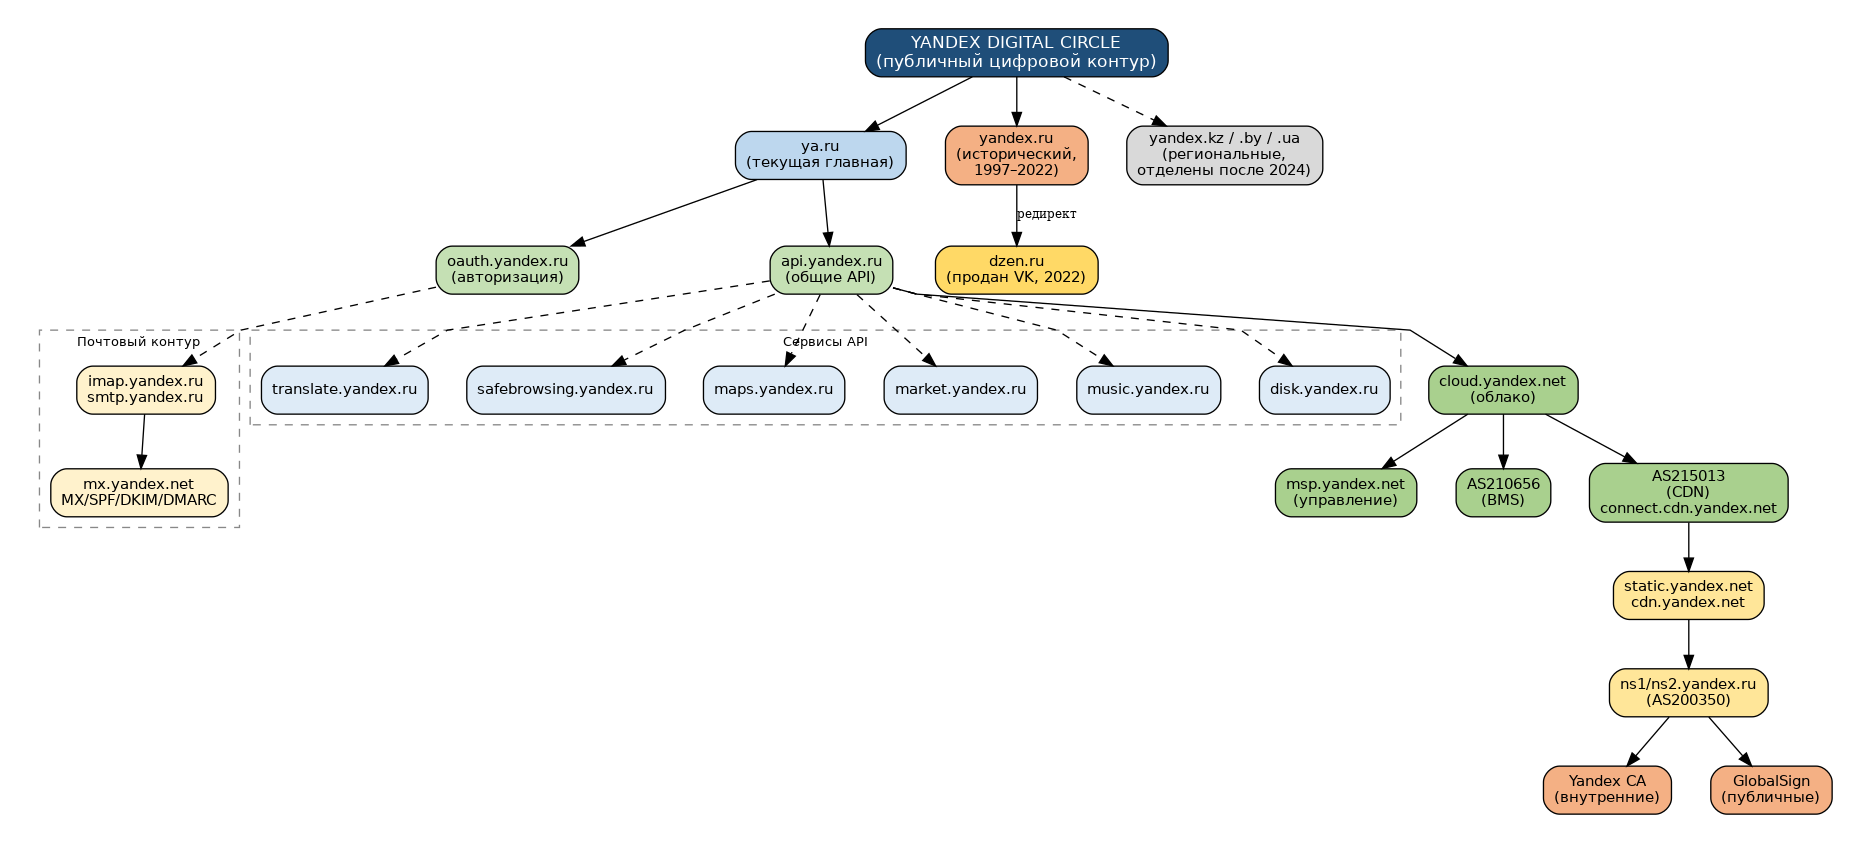 YANDEX DIGITAL CIRCLE
(публичный цифровой контур)
ya.ru
(текущая главная)
yandex.ru
(исторический,
1997–2022)
yandex.kz / .by / .ua
(региональные,
отделены после 2024)
редирект
oauth.yandex.ru
(авторизация)
api.yandex.ru
(общие API)
dzen.ru
(продан VK, 2022)
Почтовый контур
Сервисы API
imap.yandex.ru
smtp.yandex.ru
translate.yandex.ru
safebrowsing.yandex.ru
maps.yandex.ru
market.yandex.ru
music.yandex.ru
disk.yandex.ru
cloud.yandex.net
(облако)
mx.yandex.net
MX/SPF/DKIM/DMARC
msp.yandex.net
(управление)
AS210656
(BMS)
AS215013
(CDN)
connect.cdn.yandex.net
static.yandex.net
cdn.yandex.net
ns1/ns2.yandex.ru
(AS200350)
Yandex CA
(внутренние)
GlobalSign
(публичные)